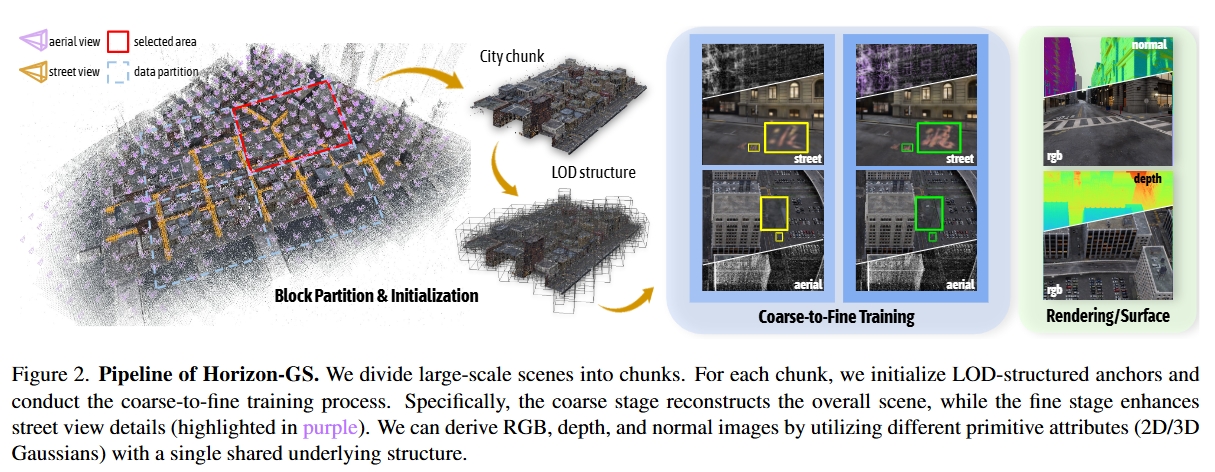 aerial view
selected area
street view
data partition
City chunk
LOD structure
Block Partition & Initialization
street
street
aerial
aerial
Coarse-to-Fine Training
normal
rgb
depth
rgb
Rendering/Surface
Figure 2. Pipeline of Horizon-GS. We divide large-scale scenes into chunks. For each chunk, we initialize LOD-structured anchors and
conduct the coarse-to-fine training process. Specifically, the coarse stage reconstructs the overall scene, while the fine stage enhances
street view details (highlighted in purple). We can derive RGB, depth, and normal images by utilizing different primitive attributes (2D/3D
Gaussians) with a single shared underlying structure.